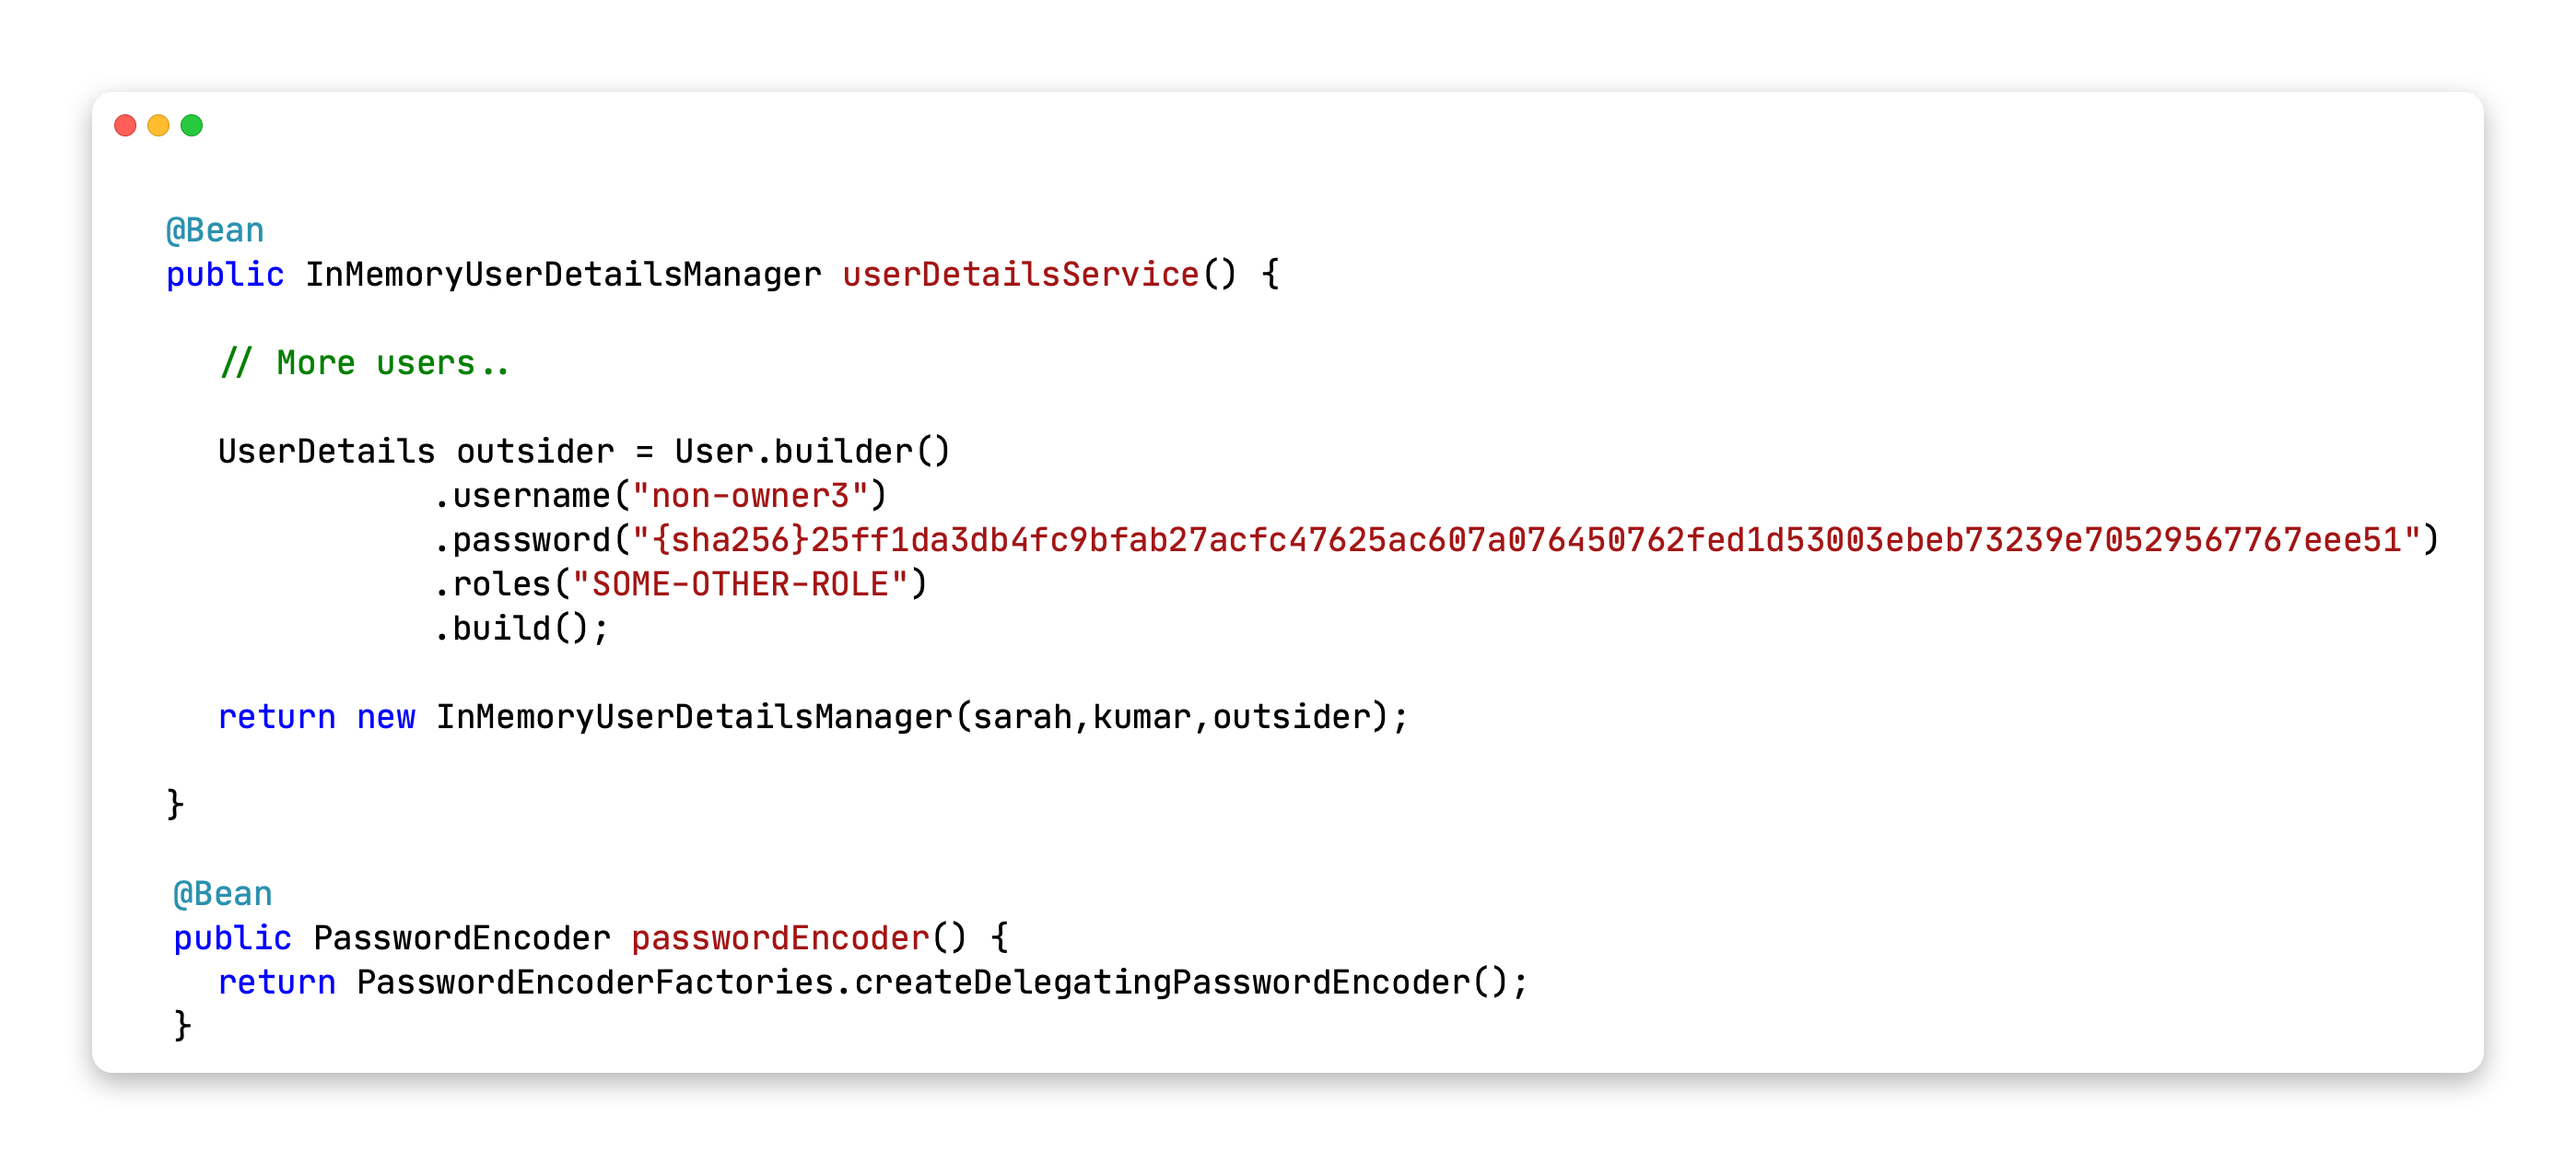 @Bean
public InMemoryUserDetailsManager userDetailsService() {
// More users..
UserDetails outsider = User.builder()
.username("non-owner3")
.password("{sha256}25ff1da3db4fc9bfab27acfc47625ac607a076450762fed1d53003ebeb73239e70529567767eee51")
.roles("SOME-OTHER-ROLE")
.build();
return new InMemoryUserDetailsManager(sarah,kumar,outsider);
}
@Bean
public PasswordEncoder passwordEncoder() {
return PasswordEncoderFactories.createDelegatingPasswordEncoder();
}